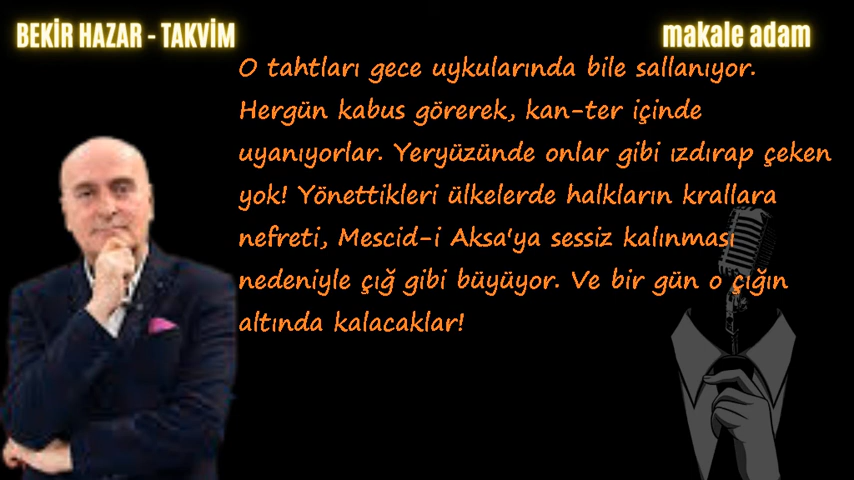 BEKİR HAZAR - TAKVİM
makale adam
O tahtları gece uykularında bile sallanıyor.
Hergün kabus görerek, kan-ter içinde
uyanıyorlar. Yeryüzünde onlar gibi ızdırap çeken
yok! Yönettikleri ülkelerde halkların krallara
nefreti, Mescid-i Aksa'ya sessiz kalınması
nedeniyle çığ gibi büyüyor. Ve bir gün o çığın
altında kalacaklar!